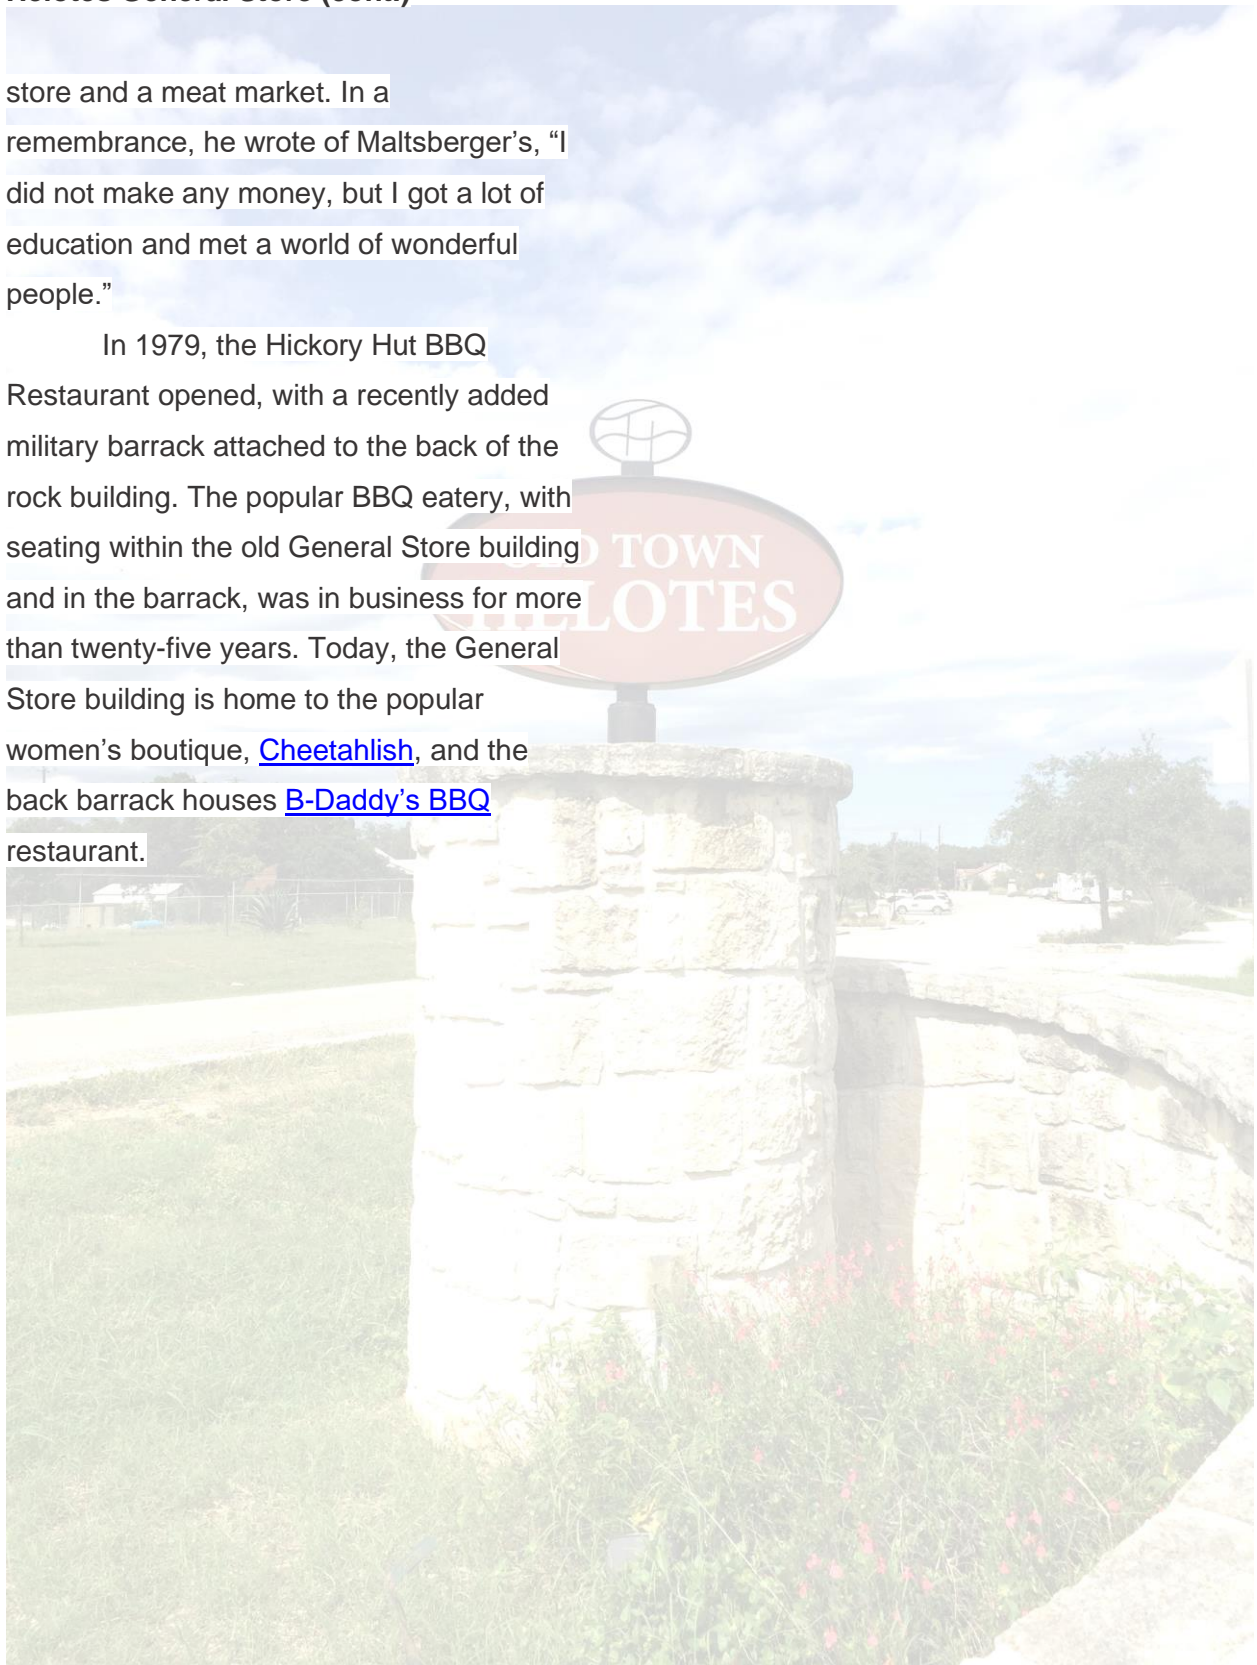 Helotes General Store (cont.)
store and a meat market. In a
remembrance, he wrote of Maltsberger’s, “I
did not make any money, but I got a lot of
education and met a world of wonderful
people.”
In 1979, the Hickory Hut BBQ
Restaurant opened, with a recently added
military barrack attached to the back of the
rock building. The popular BBQ eatery, with
seating within the old General Store building
and in the barrack, was in business for more
than twenty-five years. Today, the General
Store building is home to the popular
women’s boutique, Cheetahlish, and the
back barrack houses B-Daddy’s BBQ
restaurant.
TOWN